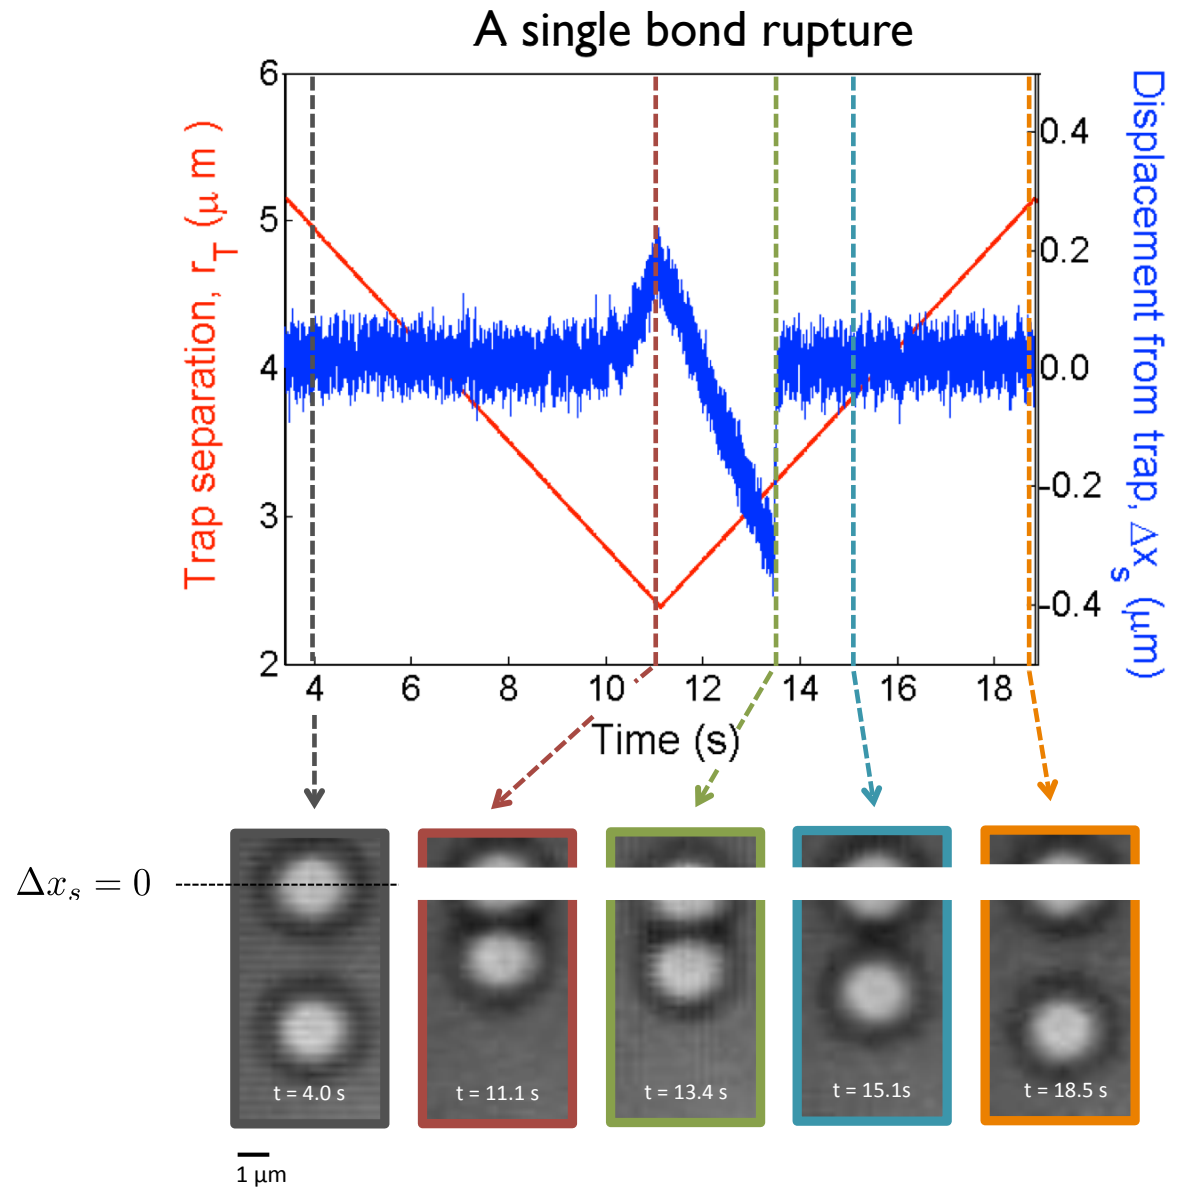 A single bond rupture
Trap separation, r_T (μ m )
6
5
4
3
2
0.4
0.2
0.0
-0.2
-0.4
Displacement from trap, Δx_s (μm)
4 6 8 10 12 14 16 18
Time (s)
Δx_s = 0
t = 4.0 s
t = 11.1 s
t = 13.4 s
t = 15.1s
t = 18.5 s
1 μm